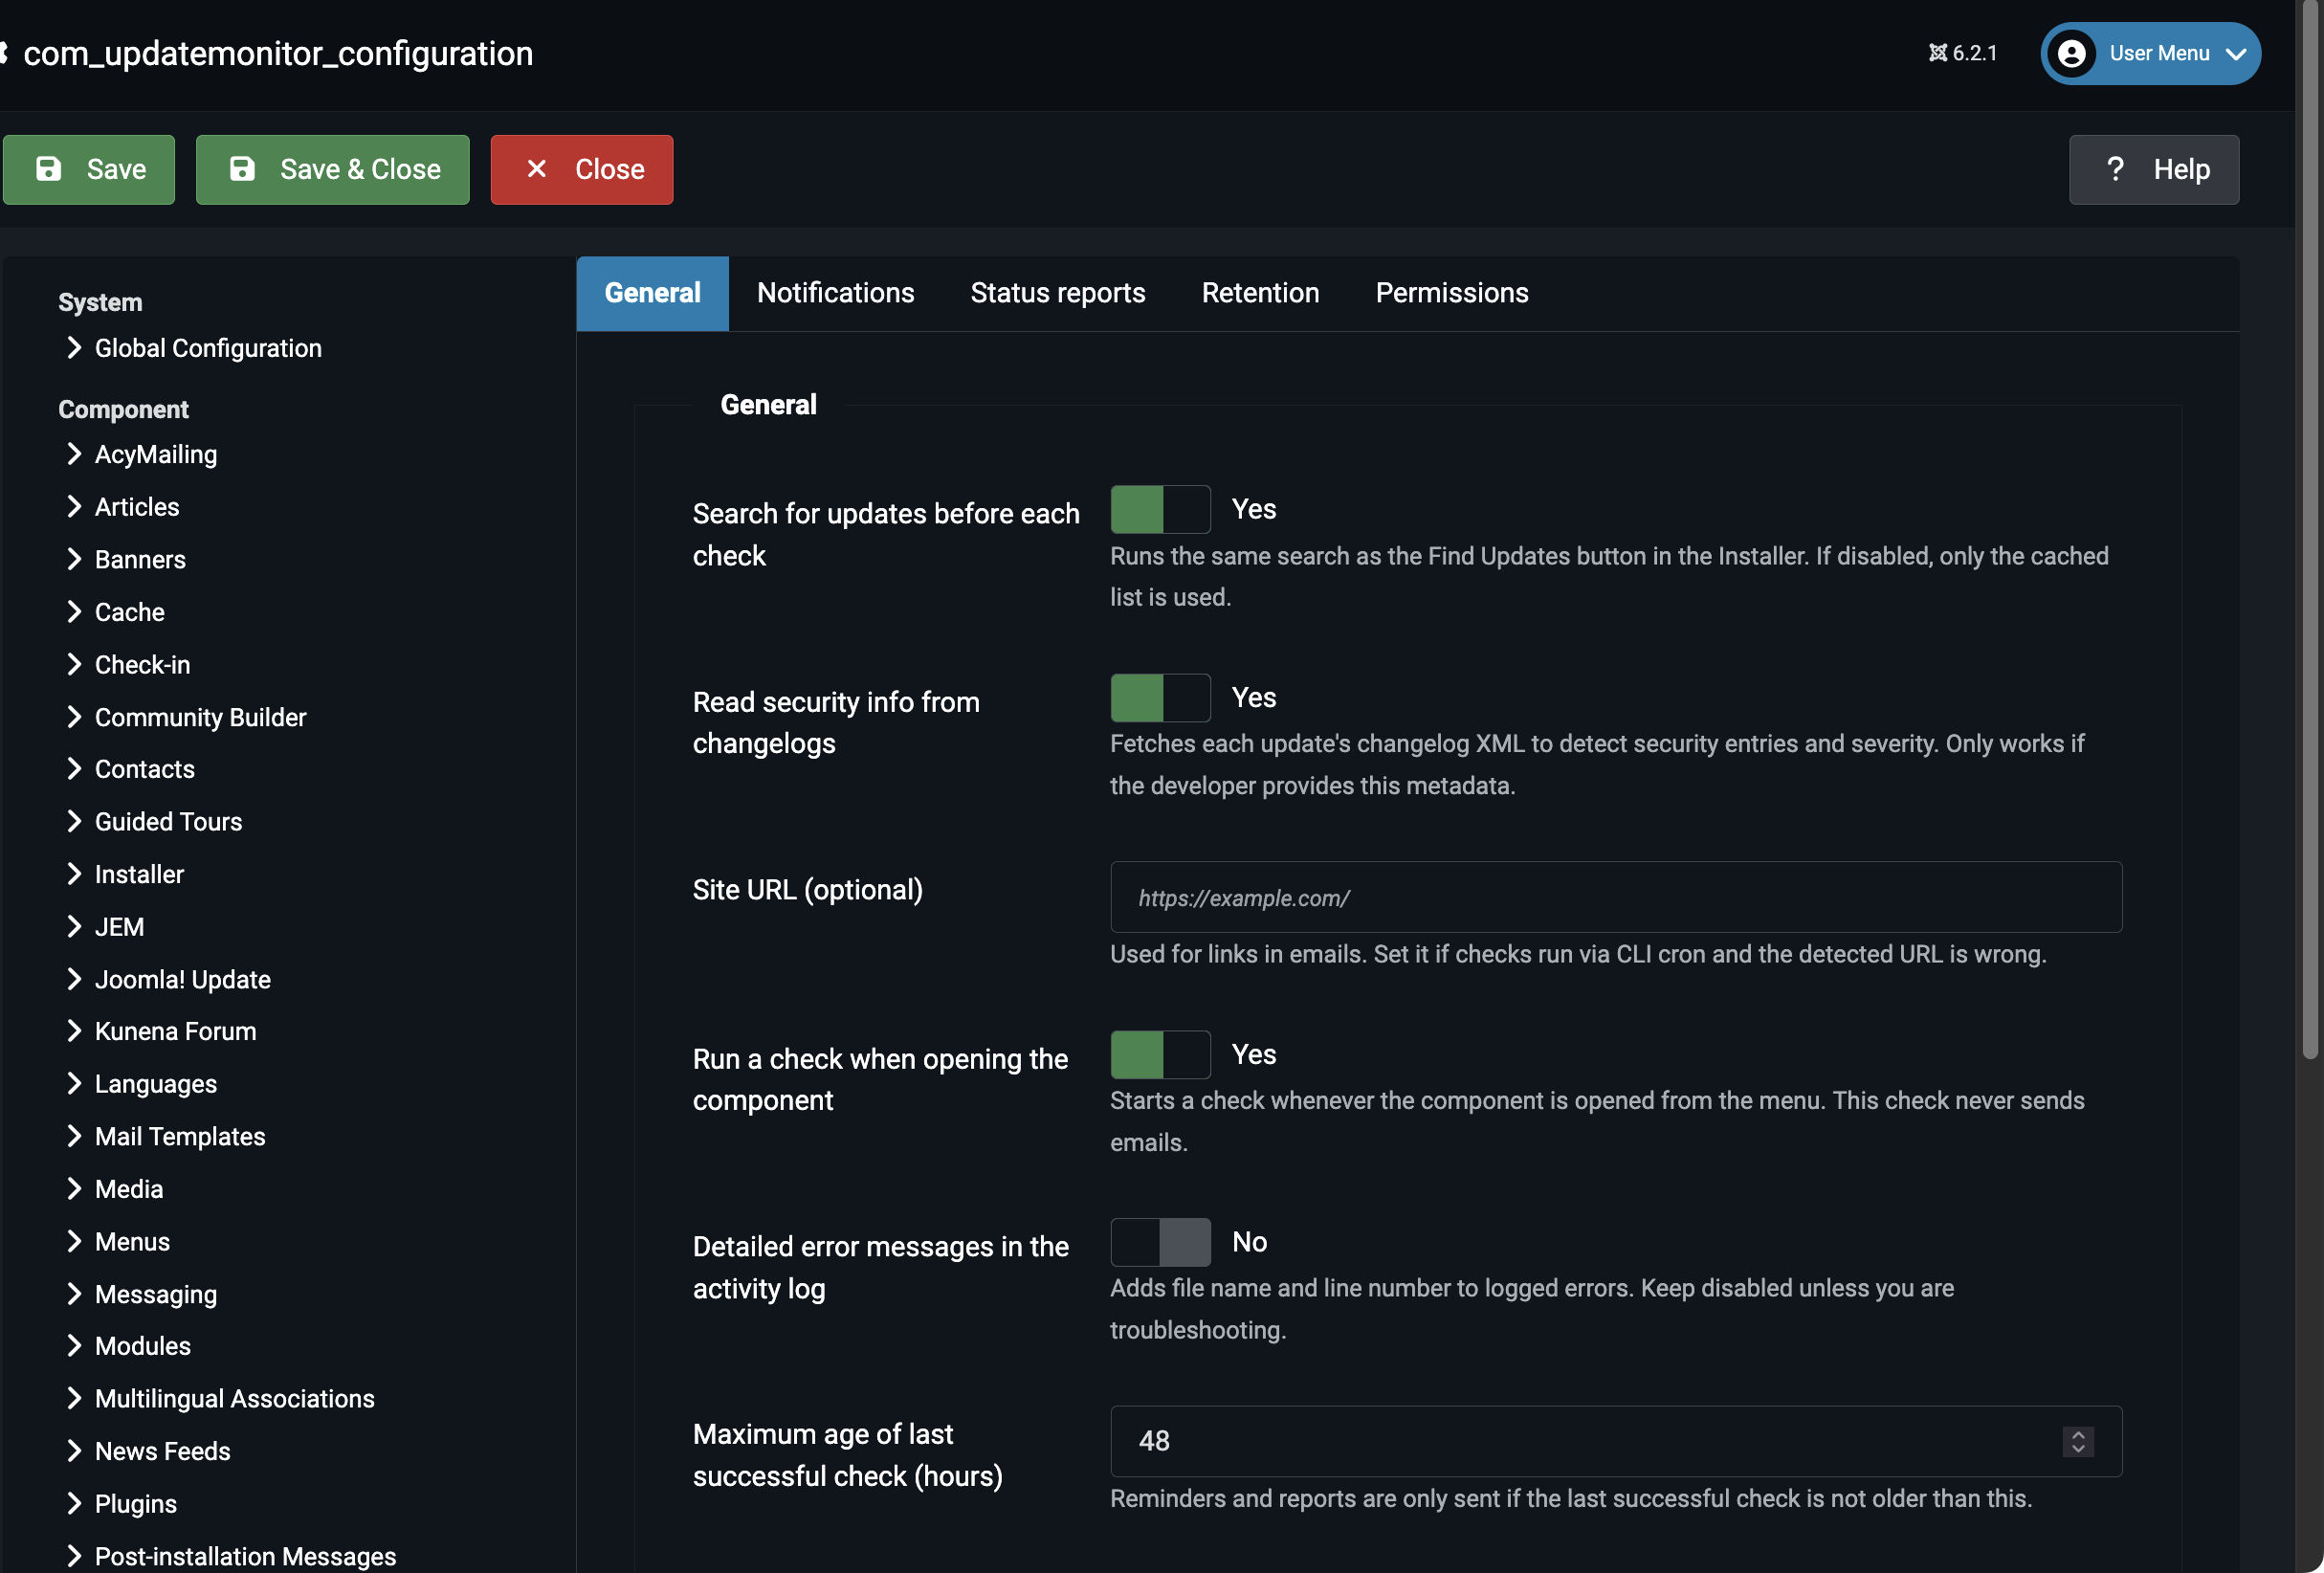 com_updatemonitor_configuration
6.2.1
User Menu
Save
Save & Close
Close
Help
System
Global Configuration
Component
AcyMailing
Articles
Banners
Cache
Check-in
Community Builder
Contacts
Guided Tours
Installer
JEM
Joomla! Update
Kunena Forum
Languages
Mail Templates
Media
Menus
Messaging
Modules
Multilingual Associations
News Feeds
Plugins
Post-installation Messages
General
Notifications
Status reports
Retention
Permissions
General
Search for updates before each
check
Yes
Runs the same search as the Find Updates button in the Installer. If disabled, only the cached
list is used.
Read security info from
changelogs
Yes
Fetches each update's changelog XML to detect security entries and severity. Only works if
the developer provides this metadata.
Site URL (optional)
https://example.com/
Used for links in emails. Set it if checks run via CLI cron and the detected URL is wrong.
Run a check when opening the
component
Yes
Starts a check whenever the component is opened from the menu. This check never sends
emails.
Detailed error messages in the
activity log
No
Adds file name and line number to logged errors. Keep disabled unless you are
troubleshooting.
Maximum age of last
successful check (hours)
48
Reminders and reports are only sent if the last successful check is not older than this.